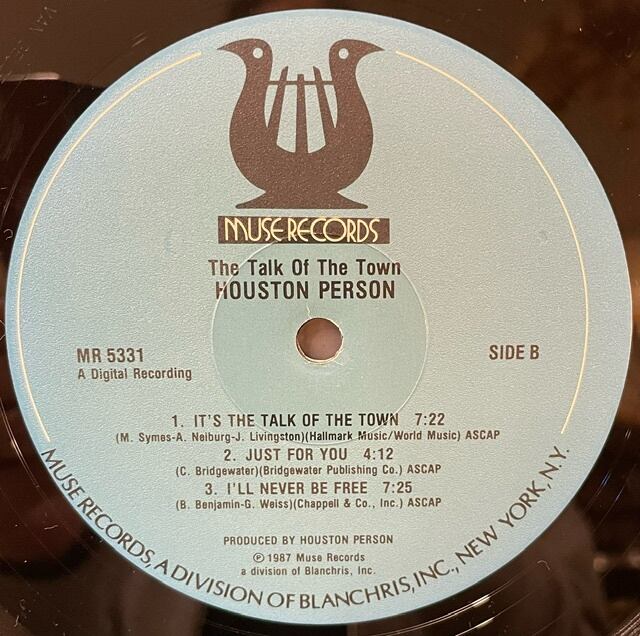 MUSE RECORDS
The Talk Of The Town
HOUSTON PERSON
MR 5331
A Digital Recording
SIDE B
1. IT'S THE TALK OF THE TOWN 7:22
(M. Symes-A. Neiburg-J. Livingston)(Hallmark Music/World Music) ASCAP
2. JUST FOR YOU 4:12
(C. Bridgewater)(Bridgewater Publishing Co.) ASCAP
3. I'LL NEVER BE FREE 7:25
(B. Benjamin-G. Weiss)(Chappell & Co., Inc.) ASCAP
PRODUCED BY HOUSTON PERSON
℗ 1987 Muse Records
a division of Blanchris, Inc.
MUSE RECORDS, A DIVISION OF BLANCHRIS, INC., NEW YORK, N.Y.